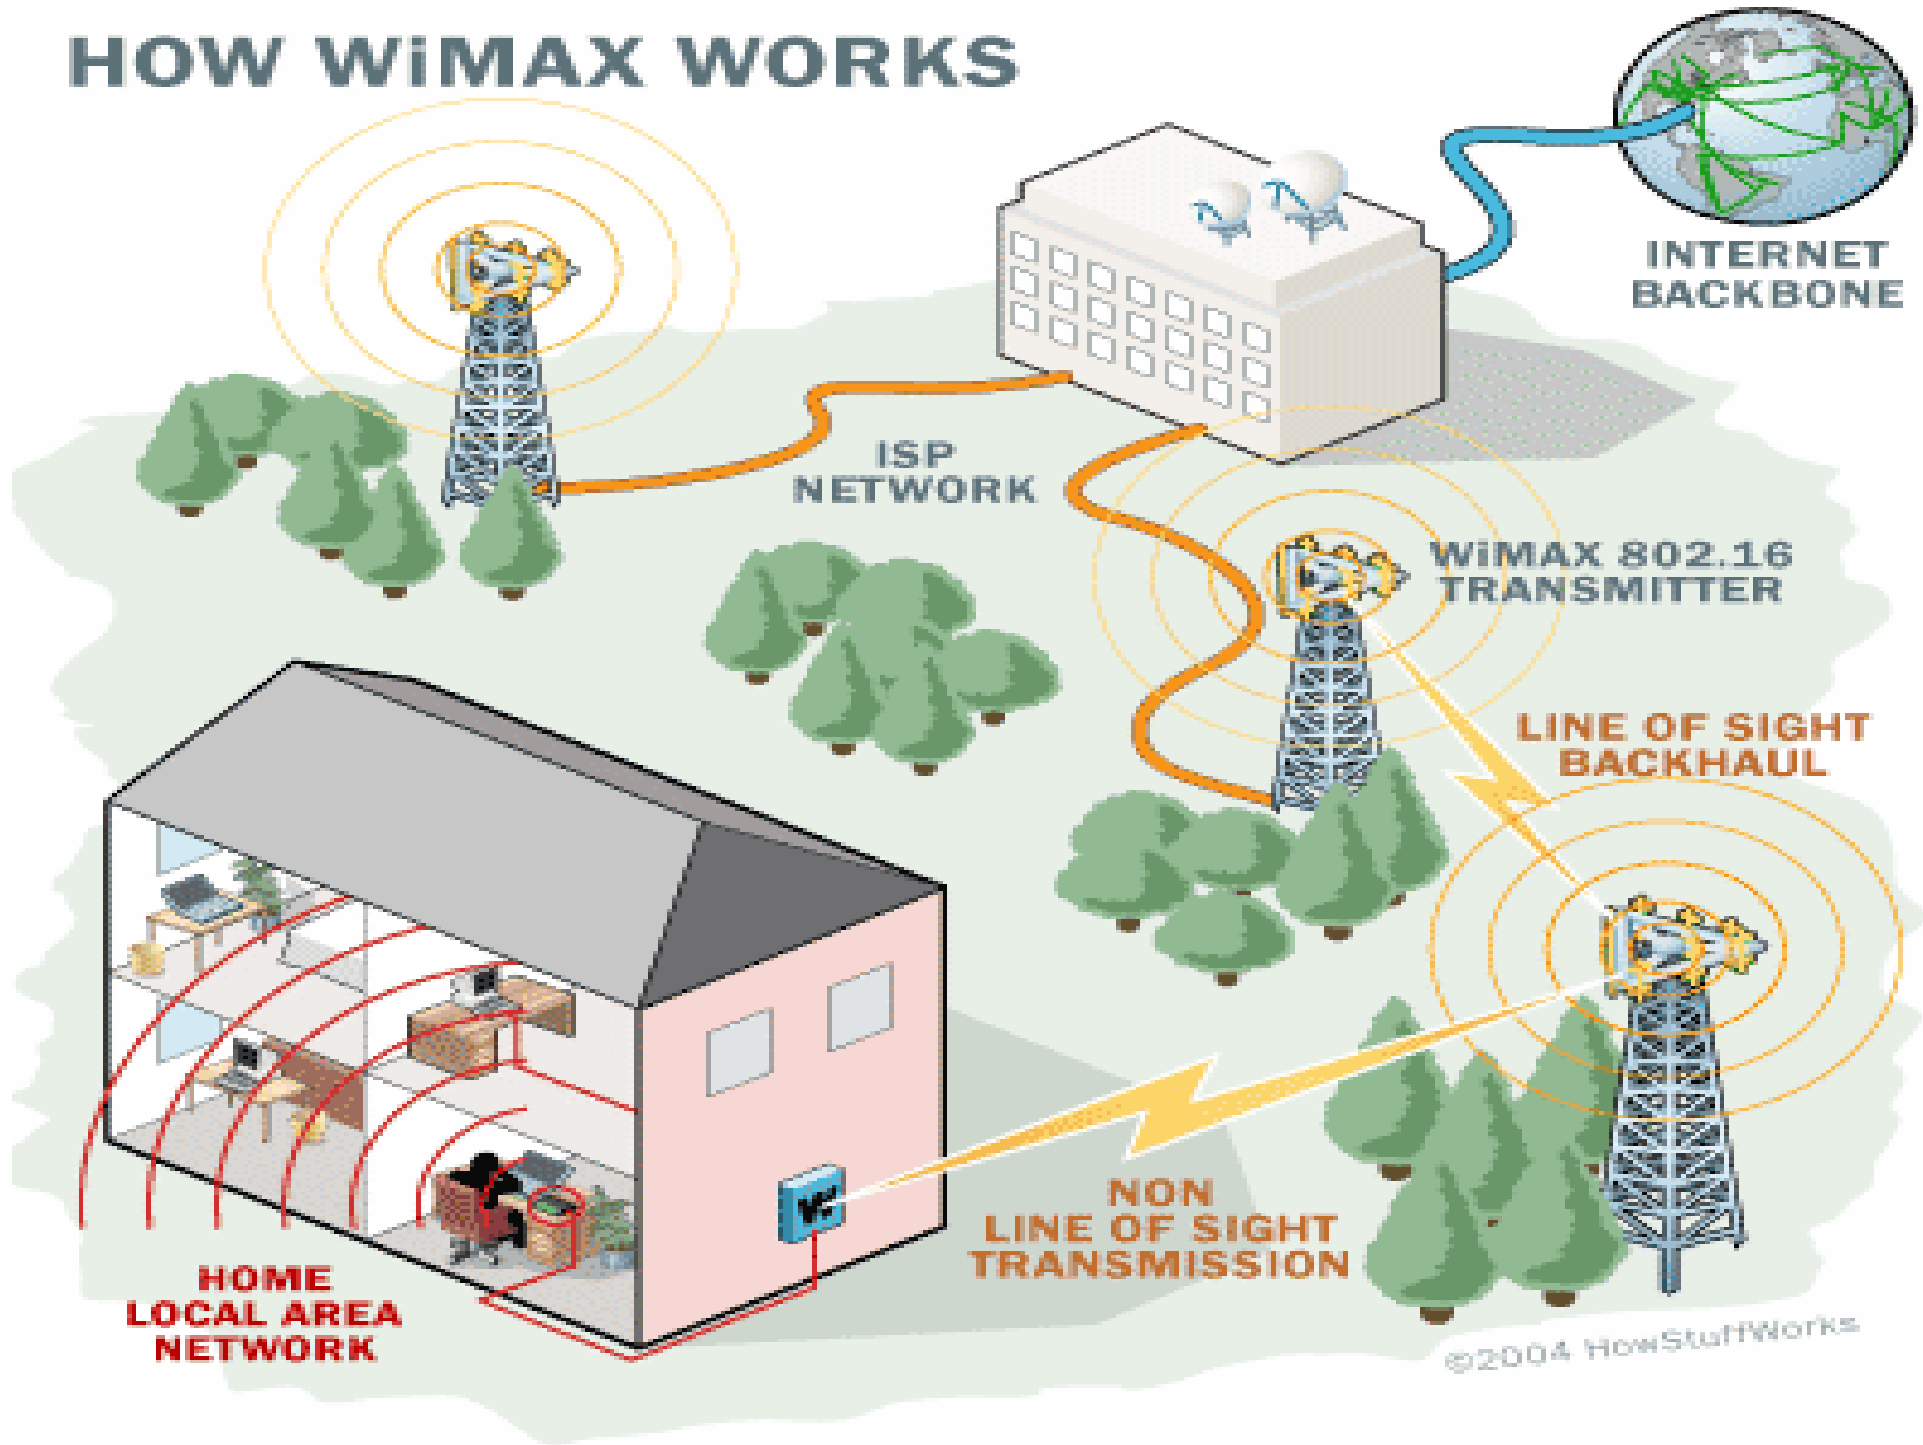 HOW WiMAX WORKS
INTERNET
BACKBONE
ISP
NETWORK
WiMAX 802.16
TRANSMITTER
LINE OF SIGHT
BACKHAUL
NON
LINE OF SIGHT
TRANSMISSION
HOME
LOCAL AREA
NETWORK
©2004 HowStuffWorks